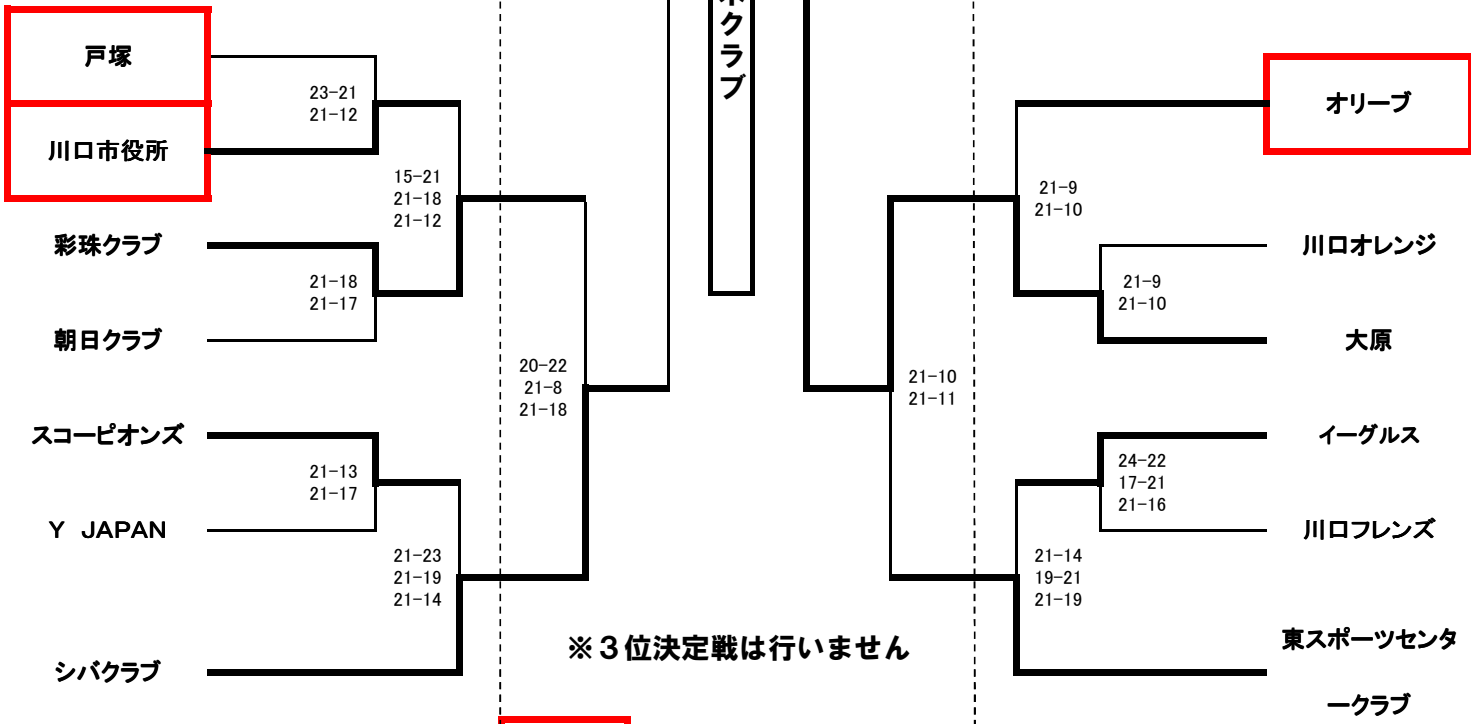 クラブ
戸塚
23-21
21-12
川口市役所
15-21
21-18
21-12
彩珠クラブ
21-18
21-17
朝日クラブ
20-22
21-8
21-18
スコーピオンズ
21-13
21-17
Y JAPAN
21-23
21-19
21-14
シバクラブ
※３位決定戦は行いません
オリーブ
21-9
21-10
川口オレンジ
21-9
21-10
大原
21-10
21-11
イーグルス
24-22
17-21
21-16
川口フレンズ
21-14
19-21
21-19
東スポーツセンタ
ークラブ